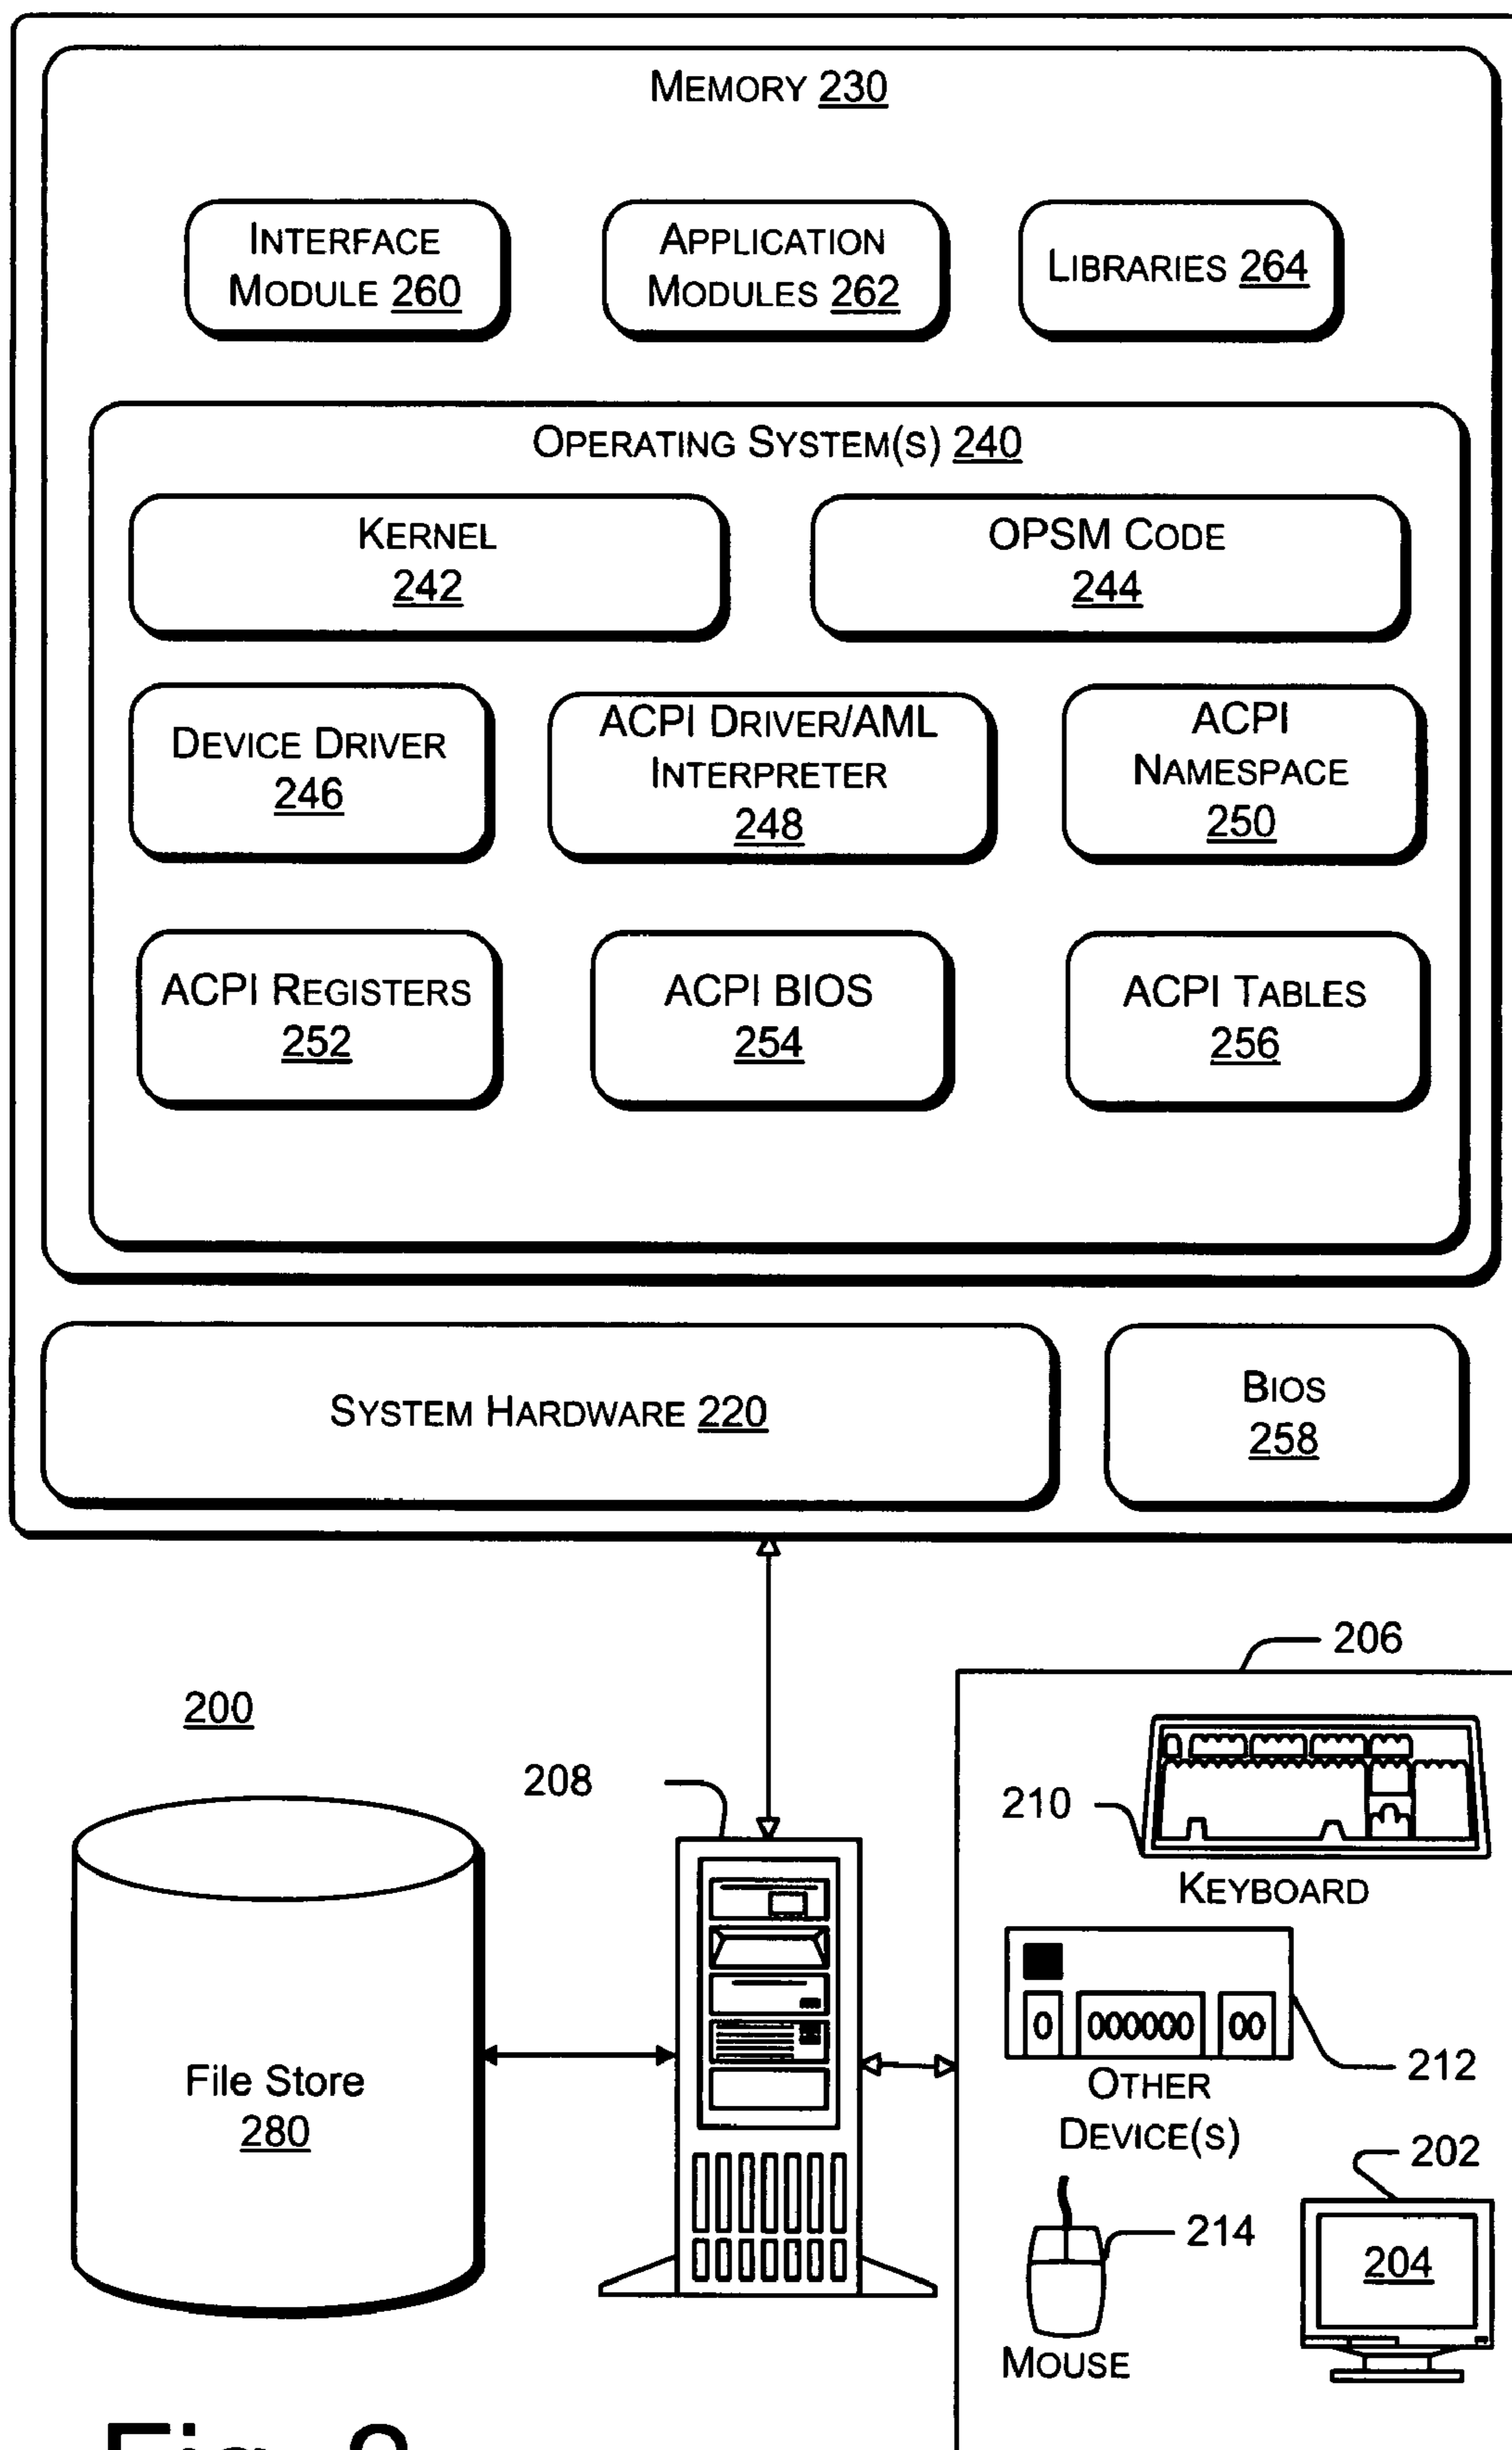 MEMORY 230
INTERFACE
MODULE 260
APPLICATION
MODULES 262
LIBRARIES 264
OPERATING SYSTEM(S) 240
KERNEL
242
OPSM CODE
244
DEVICE DRIVER
246
ACPI DRIVER/AML
INTERPRETER
248
ACPI
NAMESPACE
250
ACPI REGISTERS
252
ACPI BIOS
254
ACPI TABLES
256
SYSTEM HARDWARE 220
BIOS
258
206
200
208
210
KEYBOARD
File Store
280
212
OTHER
DEVICE(S)
202
214
204
MOUSE